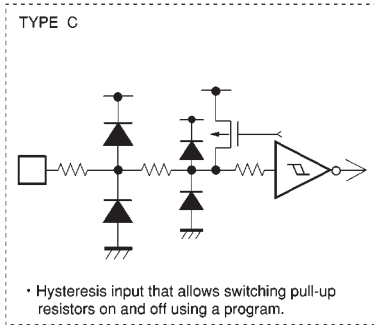 TYPE C
• Hysteresis input that allows switching pull-up
resistors on and off using a program.